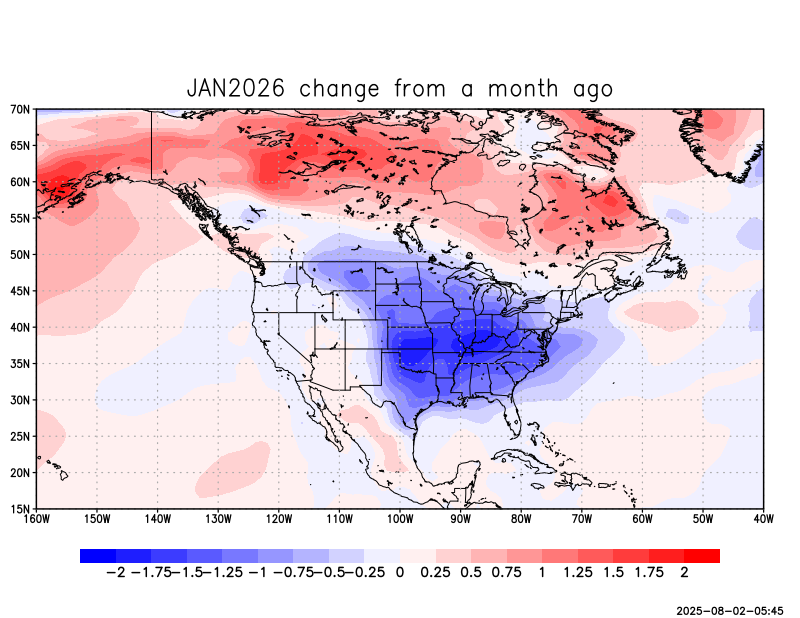 JAN2026 change from a month ago
70N
65N
60N
55N
50N
45N
40N
35N
30N
25N
20N
15N
160W 150W 140W 130W 120W 110W 100W 90W 80W 70W 60W 50W 40W
−2 −1.75 −1.5 −1.25 −1 −0.75 −0.5 −0.25 0 0.25 0.5 0.75 1 1.25 1.5 1.75 2
2025-08-02-05:45